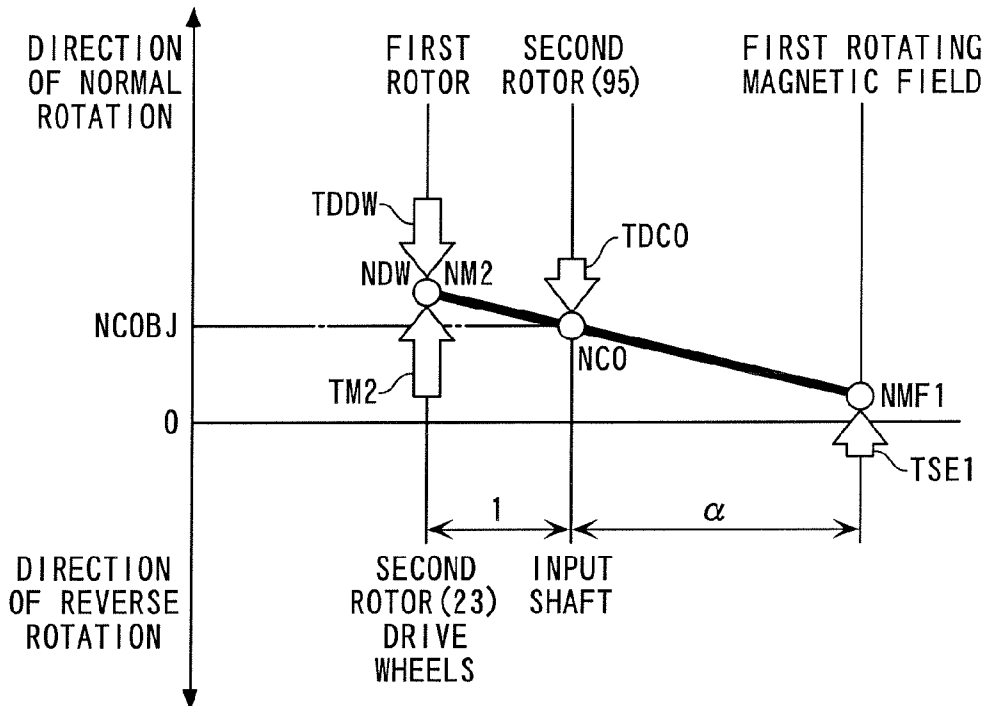 DIRECTION
OF NORMAL
ROTATION
FIRST
ROTOR
SECOND
ROTOR(95)
FIRST ROTATING
MAGNETIC FIELD
TDDW
TDCO
NDW
NM2
NCOBJ
NCO
TM2
NMF1
0
TSE1
1
α
DIRECTION
OF REVERSE
ROTATION
SECOND
ROTOR(23)
DRIVE
WHEELS
INPUT
SHAFT